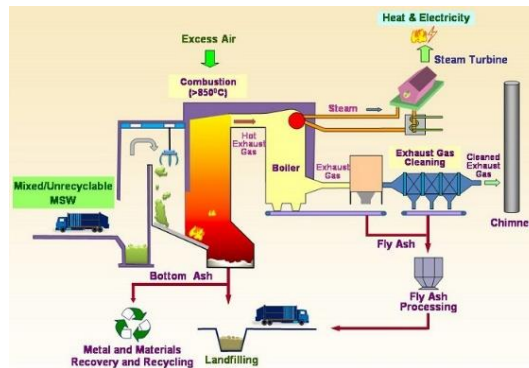 Heat & Electricity
Excess Air
Steam Turbine
Combustion
(>850⁰C)
Steam
Hot
Exhaust
Gas
Boiler
Exhaust
Gas
Exhaust Gas
Cleaning
Cleaned
Exhaust
Gas
Mixed/Unrecyclable
MSW
Chimne
Fly Ash
Bottom Ash
Fly Ash
Processing
Metal and Materials
Recovery and Recycling
Landfilling